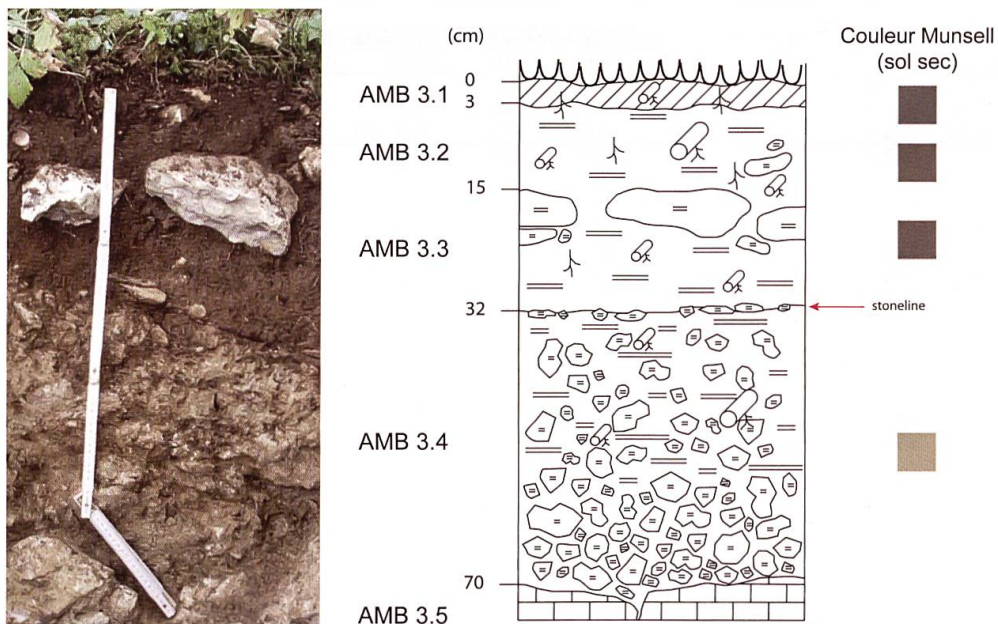 (cm)
Couleur Munsell
(sol sec)
0
AMB 3.1
3
AMB 3.2
15
AMB 3.3
32
stoneline
AMB 3.4
70
AMB 3.5